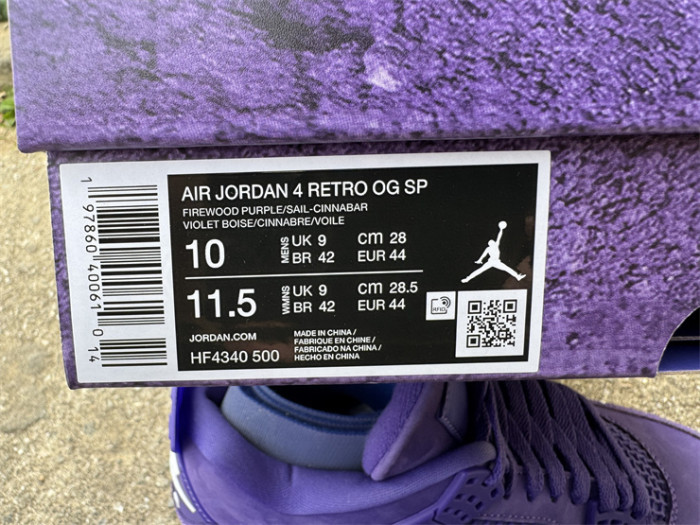 AIR JORDAN 4 RETRO OG SP
FIREWOOD PURPLE/SAIL-CINNABAR
VIOLET BOISE/CINNABRE/VOILE
10 MENS UK 9 cm 28
BR 42 EUR 44
11.5 WMNS UK 9 cm 28.5
BR 42 EUR 44
RFID
JORDAN.COM
HF4340 500
MADE IN CHINA /
FABRIQUE EN CHINE /
FABRICADO NA CHINA /
HECHO EN CHINA
1 97860 40061 0 14